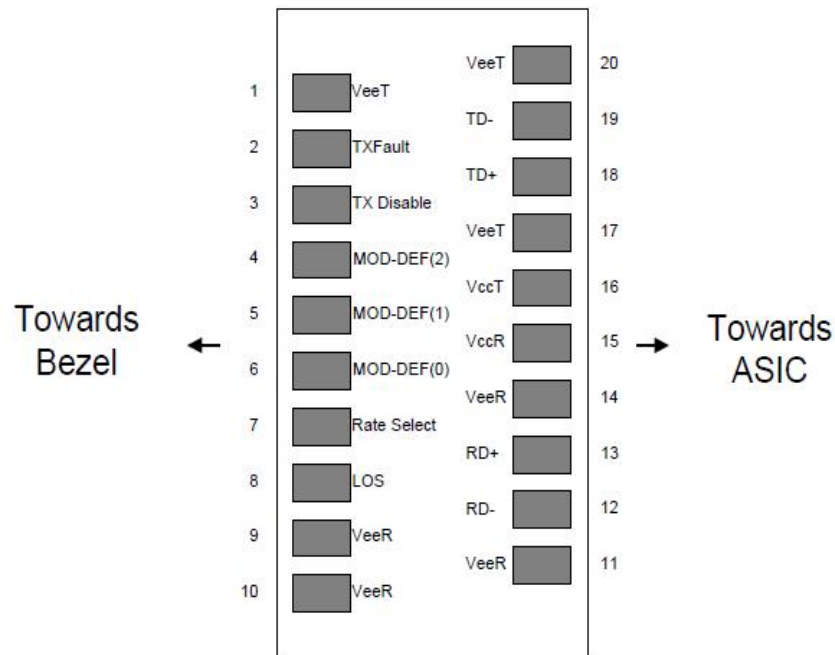 VeeT 20
1 VeeT
TD- 19
2 TXFault
TD+ 18
3 TX Disable
VeeT 17
4 MOD-DEF(2)
VccT 16
5 MOD-DEF(1)
Towards
Bezel
VccR 15
Towards
ASIC
6 MOD-DEF(0)
VeeR 14
7 Rate Select
RD+ 13
8 LOS
RD- 12
9 VeeR
VeeR 11
10 VeeR